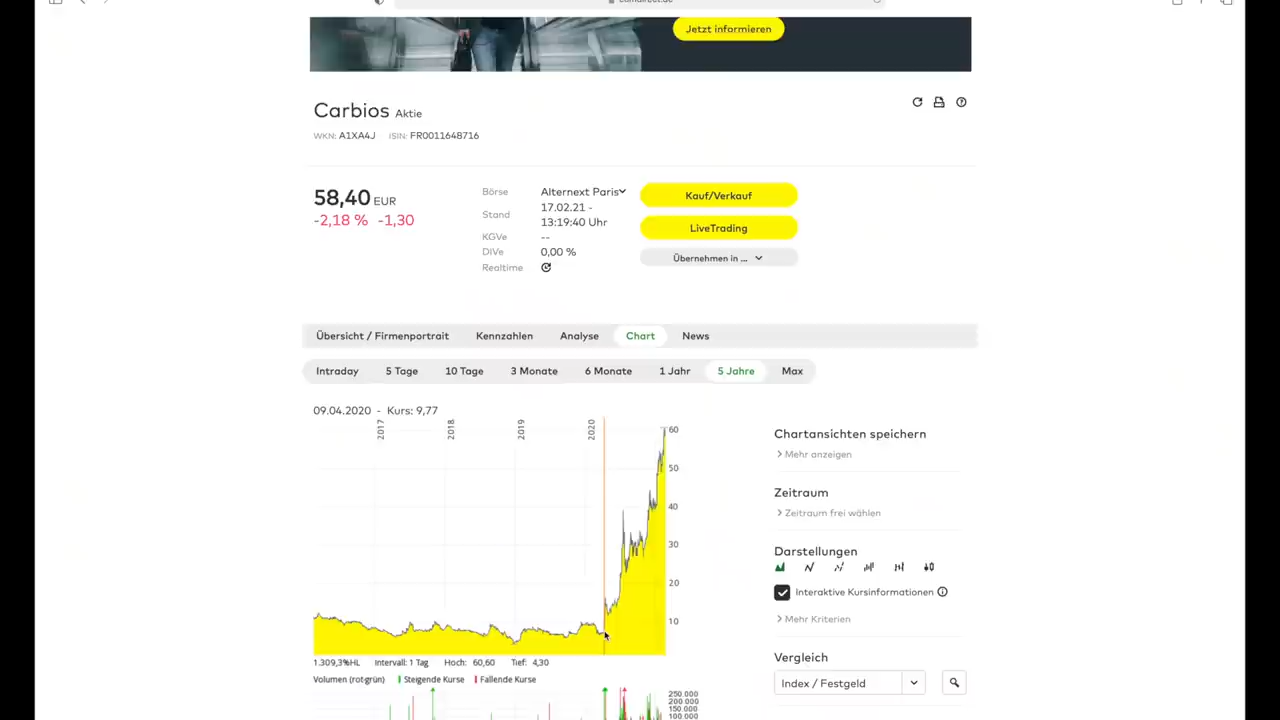 Jetzt informieren
Carbios Aktie
WKN: A1XA4J ISIN: FR0011648716
58,40 EUR
-2,18 % -1,30
Börse Alternext Paris
Stand 17.02.21 -
13:19:40 Uhr
KGVe --
DIVe 0,00 %
Realtime
Kauf/Verkauf
LiveTrading
Übernehmen in ...
Übersicht / Firmenportrait Kennzahlen Analyse Chart News
Intraday 5 Tage 10 Tage 3 Monate 6 Monate 1 Jahr 5 Jahre Max
09.04.2020 - Kurs: 9,77
2017 2018 2019 2020
60
50
40
30
20
10
1.309,3%HL Intervall: 1 Tag Hoch: 60,60 Tief: 4,30
Volumen (rot-grün) Steigende Kurse Fallende Kurse
250.000
200.000
150.000
100.000
Chartansichten speichern
Mehr anzeigen
Zeitraum
Zeitraum frei wählen
Darstellungen
Interaktive Kursinformationen
Mehr Kriterien
Vergleich
Index / Festgeld